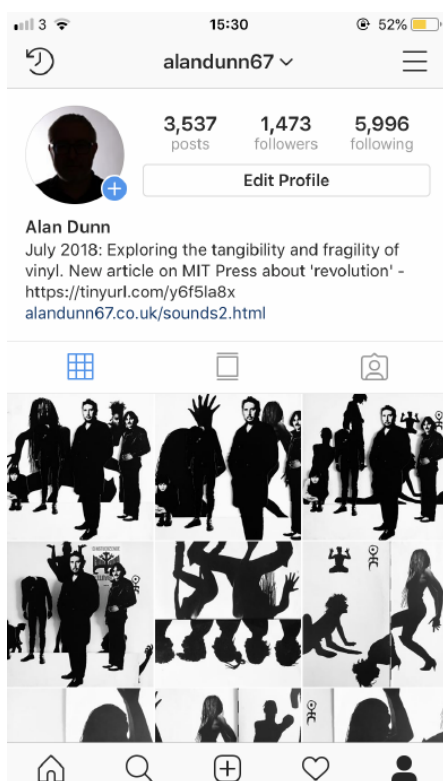 3 15:30 52%
alandunn67
3,537 1,473 5,996
posts followers following
Edit Profile
Alan Dunn
July 2018: Exploring the tangibility and fragility of
vinyl. New article on MIT Press about 'revolution' -
https://tinyurl.com/y6f5la8x
alandunn67.co.uk/sounds2.html